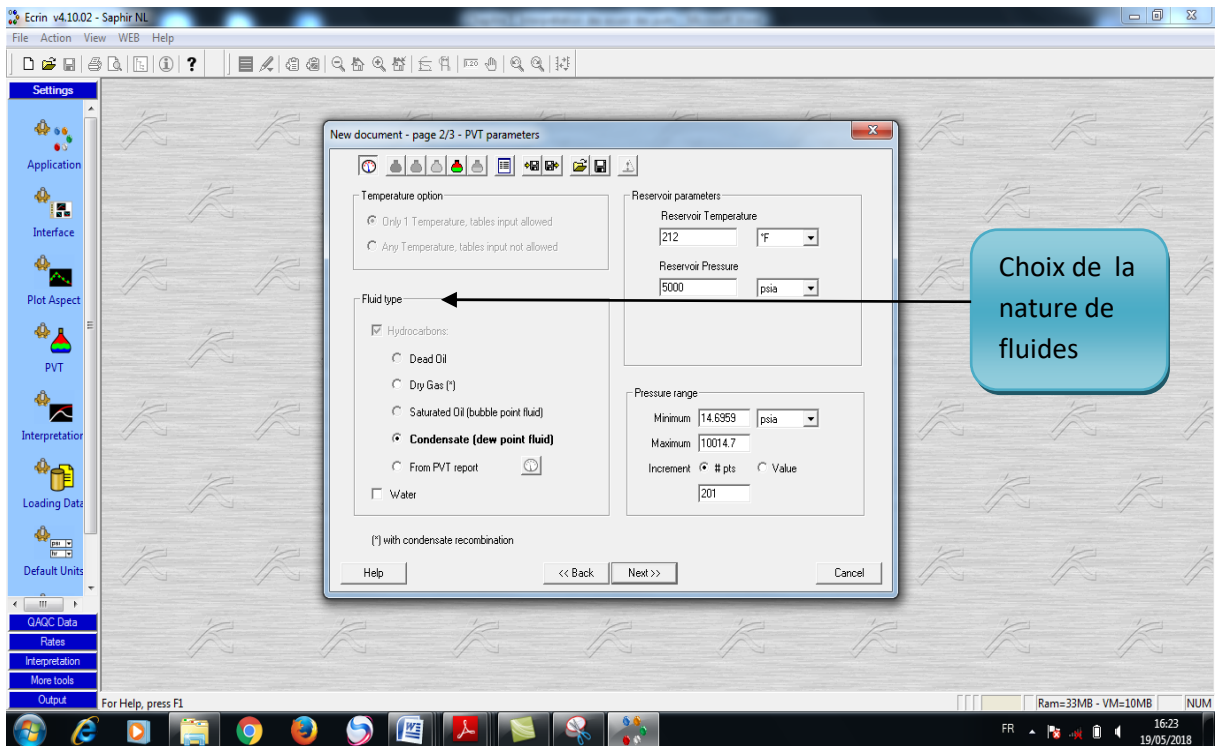 Ecrin v4.10.02 - Saphir NL
File Action View WEB Help
Settings
Application
Interface
Plot Aspect
PVT
Interpretation
Loading Data
Default Units
QAQC Data
Rates
Interpretation
More tools
Output
New document - page 2/3 - PVT parameters
Temperature option
Only 1 Temperature, tables input allowed
Any Temperature, tables input not allowed
Fluid type
Hydrocarbons:
Dead Oil
Dry Gas (*)
Saturated Oil (bubble point fluid)
Condensate (dew point fluid)
From PVT report
Water
(*) with condensate recombination
Reservoir parameters
Reservoir Temperature
212 °F
Reservoir Pressure
5000 psia
Pressure range
Minimum 14.6959 psia
Maximum 10014.7
Increment # pts Value
201
Help << Back Next >> Cancel
Choix de la
nature de
fluides
For Help, press F1
Ram=33MB - VM=10MB NUM
FR 16:23
19/05/2018